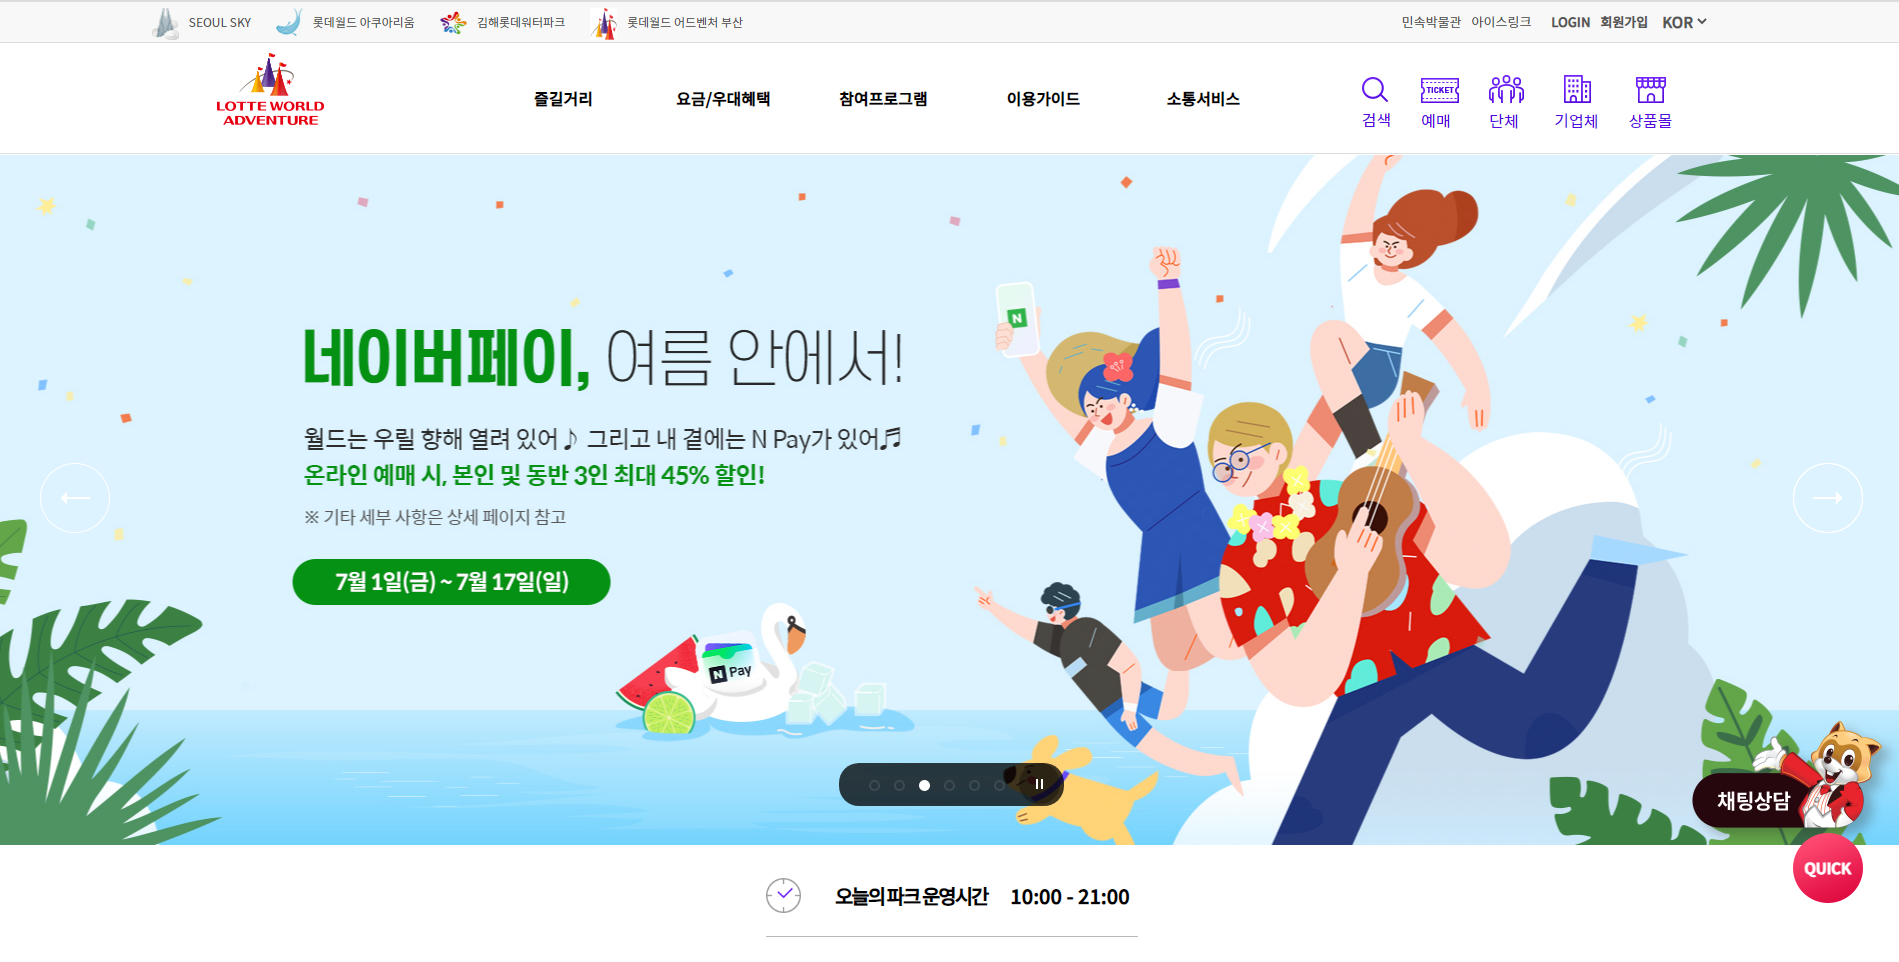 SEOUL SKY 롯데월드 아쿠아리움 김해롯데워터파크 롯데월드 어드벤처 부산 민속박물관 아이스링크 LOGIN 회원가입 KOR
LOTTE WORLD
ADVENTURE
즐길거리 요금/우대혜택 참여프로그램 이용가이드 소통서비스
TICKET
검색 예매 단체 기업체 상품몰
N
네이버페이, 여름 안에서!
월드는 우릴 향해 열려 있어♪ 그리고 내 곁에는 N Pay가 있어♬
온라인 예매 시, 본인 및 동반 3인 최대 45% 할인!
※ 기타 세부 사항은 상세 페이지 참고
7월 1일(금) ~ 7월 17일(일)
N Pay
채팅상담
QUICK
오늘의 파크 운영시간 10:00 - 21:00